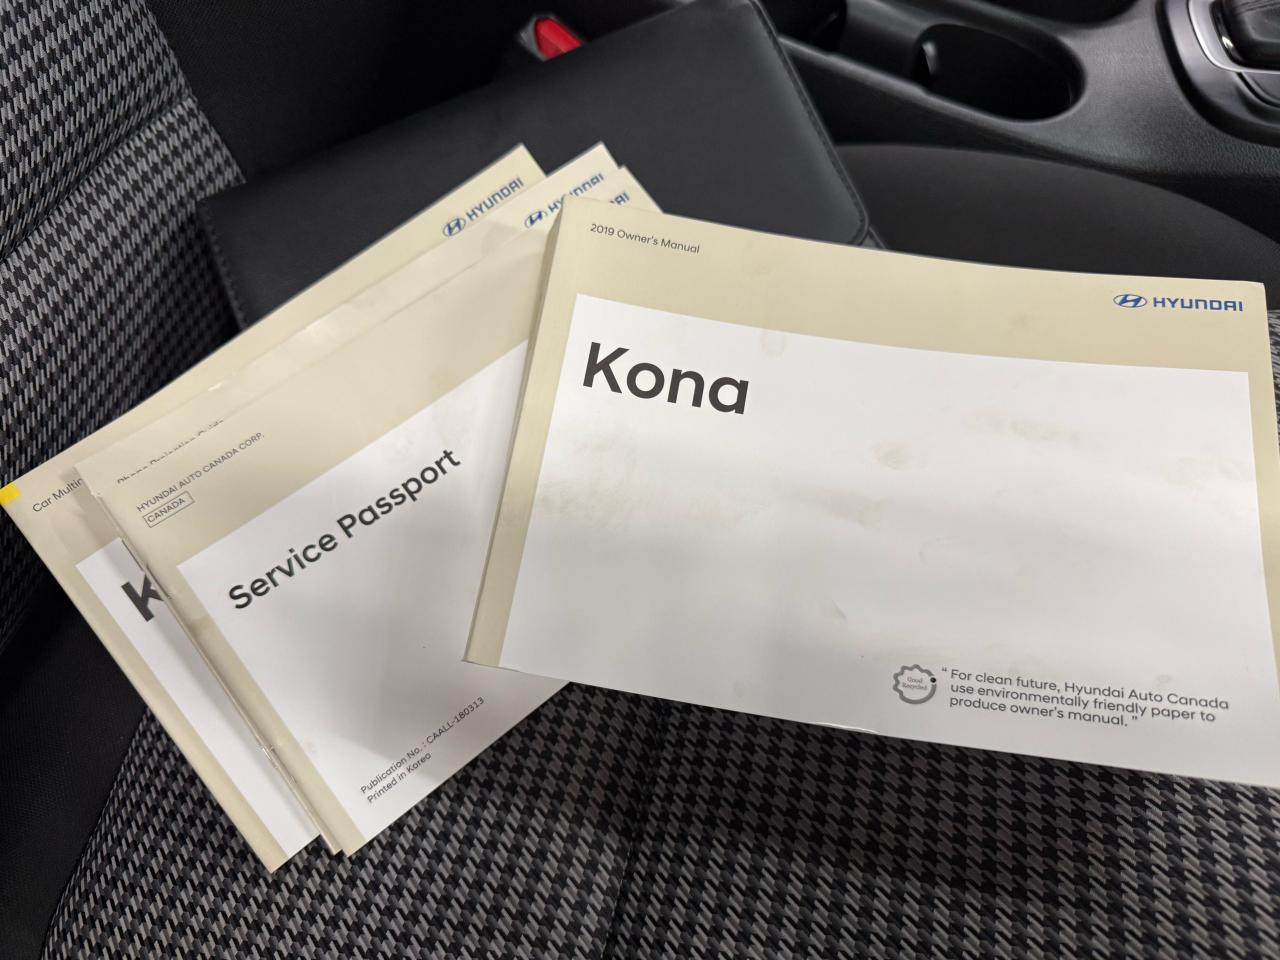 HYUNDAI
HYUNDAI
2019 Owner's Manual
HYUNDAI
Kona
Car
HYUNDAI AUTO CANADA CORP.
CANADA
Service Passport
Publication No. : CAALL-180313
Printed in Korea
Good
Recycled
“ For clean future, Hyundai Auto Canada
use environmentally friendly paper to
produce owner's manual. ”